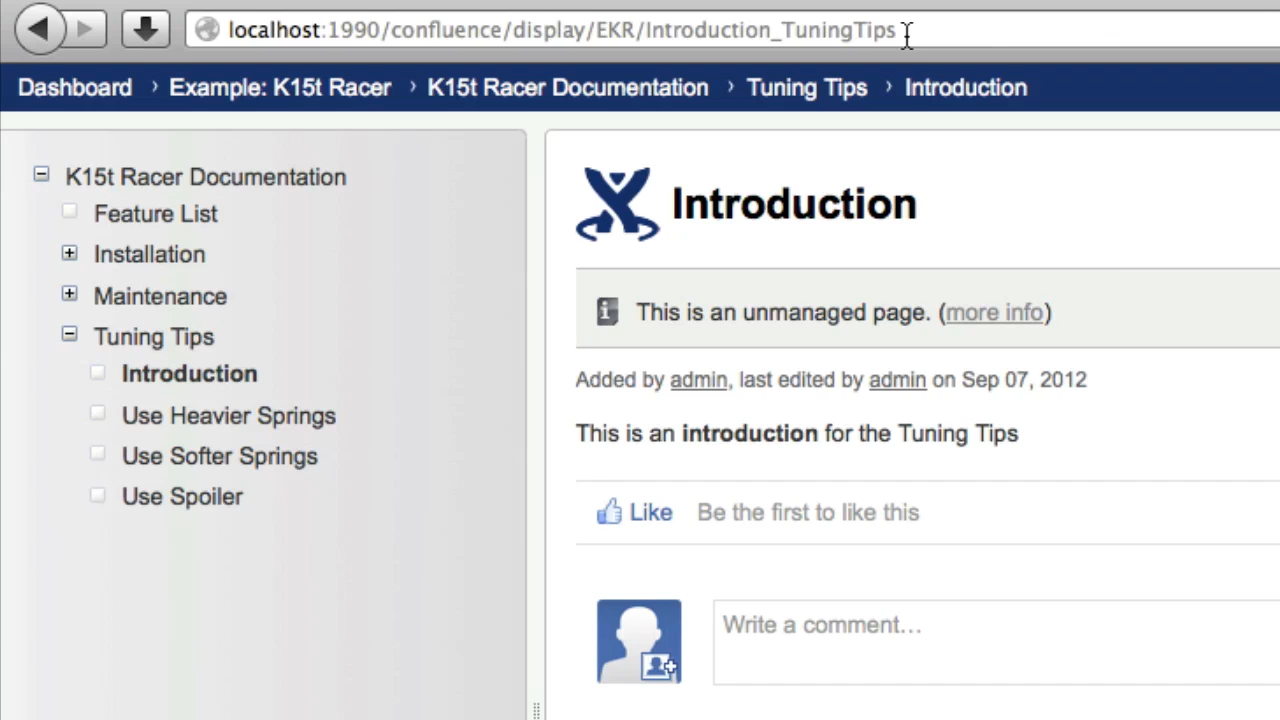 localhost:1990/confluence/display/EKR/Introduction_TuningTips
Dashboard › Example: K15t Racer › K15t Racer Documentation › Tuning Tips › Introduction
K15t Racer Documentation
Feature List
Installation
Maintenance
Tuning Tips
Introduction
Use Heavier Springs
Use Softer Springs
Use Spoiler
Introduction
This is an unmanaged page. (more info)
Added by admin, last edited by admin on Sep 07, 2012
This is an introduction for the Tuning Tips
Like Be the first to like this
Write a comment…